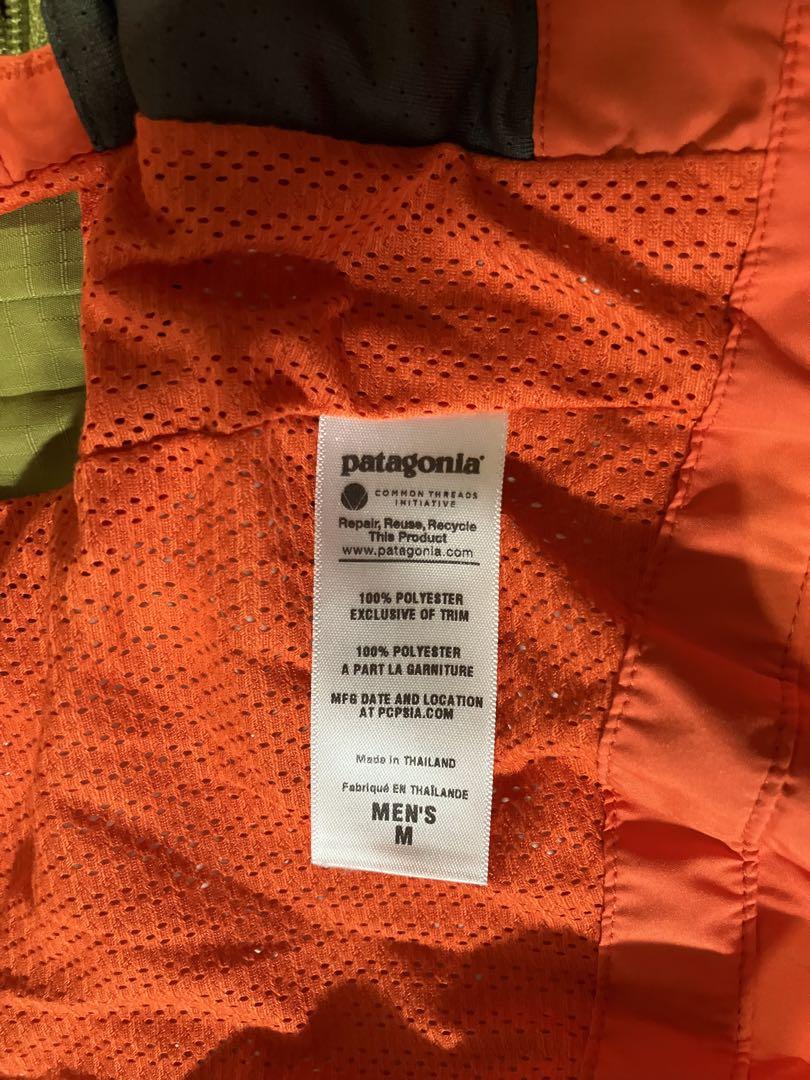 patagonia®
COMMON THREADS
INITIATIVE
Repair, Reuse, Recycle
This Product
www.patagonia.com
100% POLYESTER
EXCLUSIVE OF TRIM
100% POLYESTER
A PART LA GARNITURE
MFG DATE AND LOCATION
AT PCPSIA.COM
Made in THAILAND
Fabriqué EN THAÏLANDE
MEN'S
M